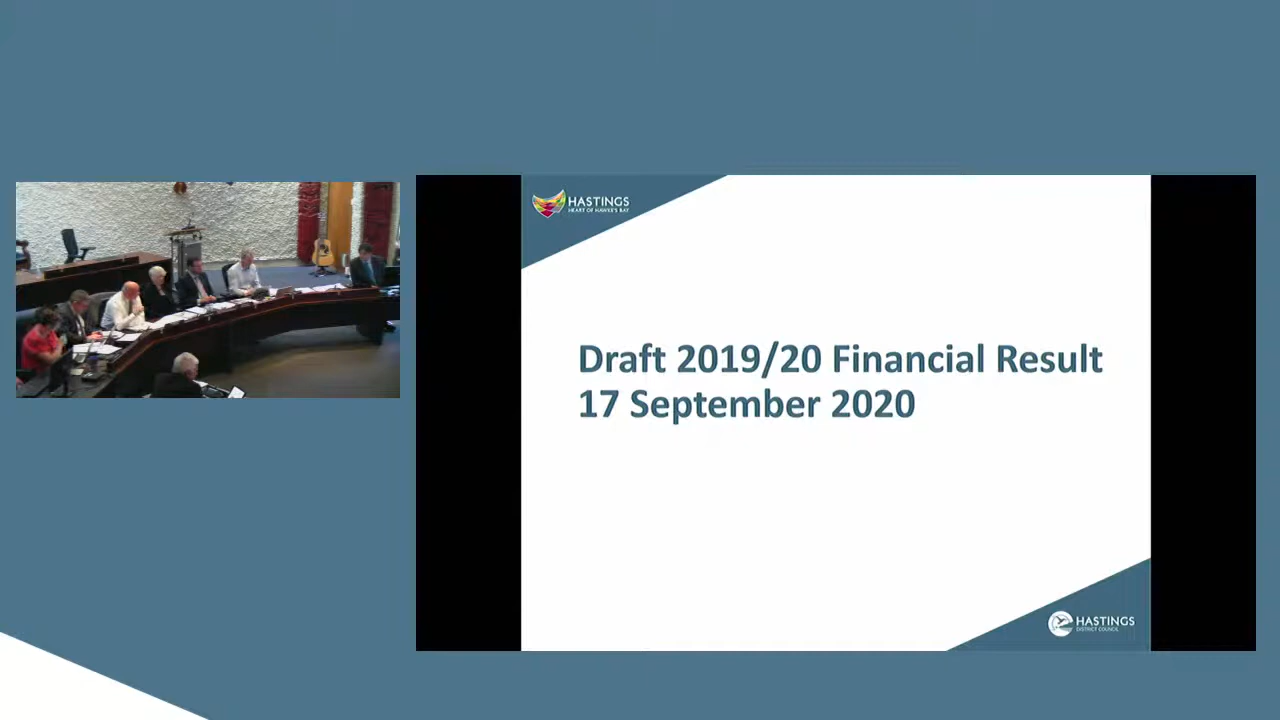 HASTINGS
HEART OF HAWKE'S BAY
Draft 2019/20 Financial Result
17 September 2020
HASTINGS
DISTRICT COUNCIL